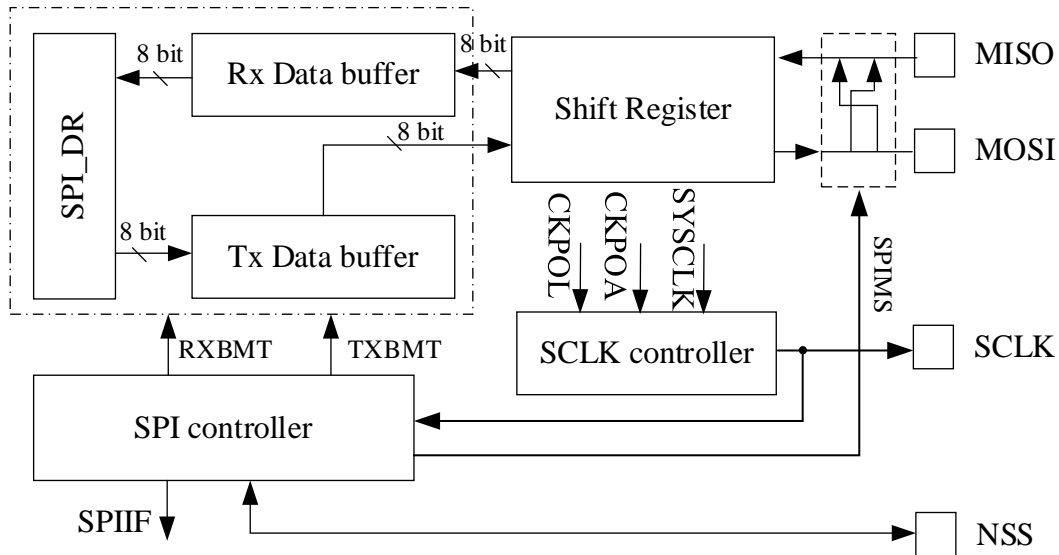 8 bit
Rx Data buffer
8 bit
Shift Register
MISO
8 bit
MOSI
SPI_DR
8 bit
Tx Data buffer
CKPOL
CKPOA
SYSCLK
SPIMS
RXBMT
TXBMT
SCLK controller
SCLK
SPI controller
SPIIF
NSS